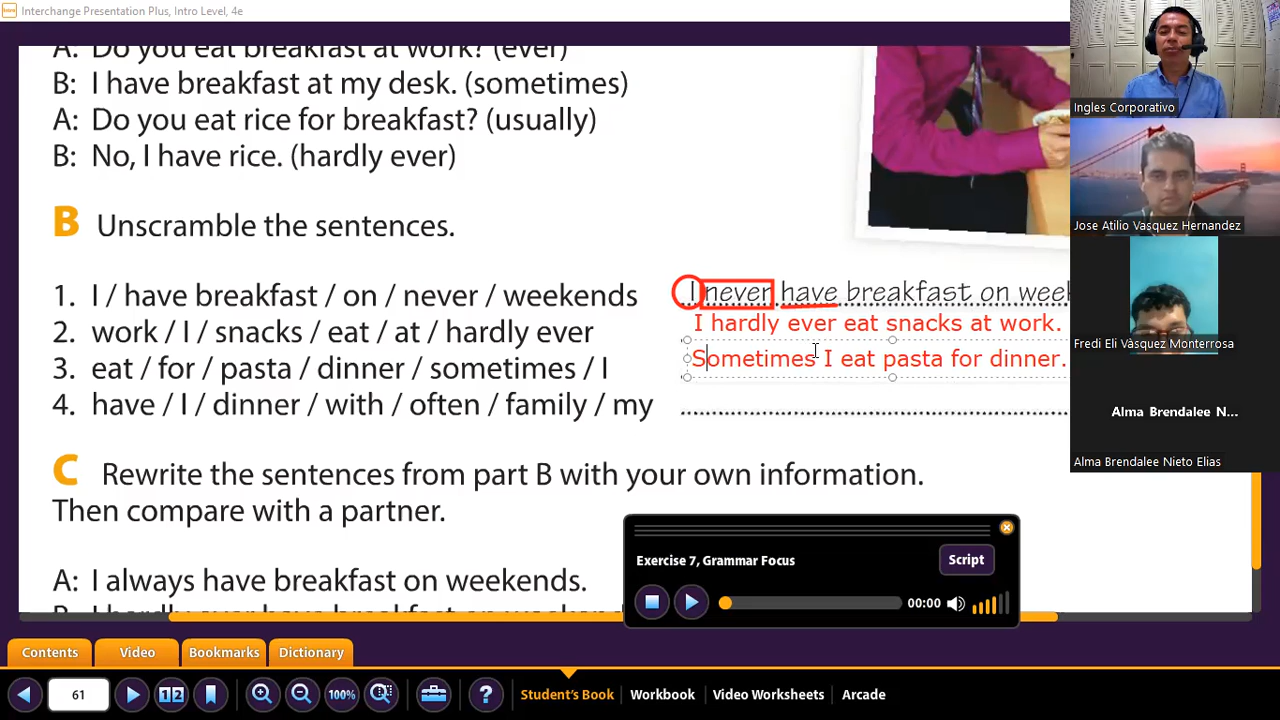 Interchange Presentation Plus, Intro Level, 4e
A: Do you eat breakfast at work? (ever)
B: I have breakfast at my desk. (sometimes)
A: Do you eat rice for breakfast? (usually)
B: No, I have rice. (hardly ever)
B Unscramble the sentences.
1. I / have breakfast / on / never / weekends
I never have breakfast on week
2. work / I / snacks / eat / at / hardly ever
I hardly ever eat snacks at work.
3. eat / for / pasta / dinner / sometimes / I
Sometimes I eat pasta for dinner.
4. have / I / dinner / with / often / family / my
C Rewrite the sentences from part B with your own information.
Then compare with a partner.
A: I always have breakfast on weekends.
Exercise 7, Grammar Focus
Script
00:00
Contents
Video
Bookmarks
Dictionary
61
1 2
100%
?
Student's Book
Workbook
Video Worksheets
Arcade
Ingles Corporativo
Jose Atilio Vasquez Hernandez
Fredi Eli Vásquez Monterrosa
Alma Brendalee N...
Alma Brendalee Nieto Elias